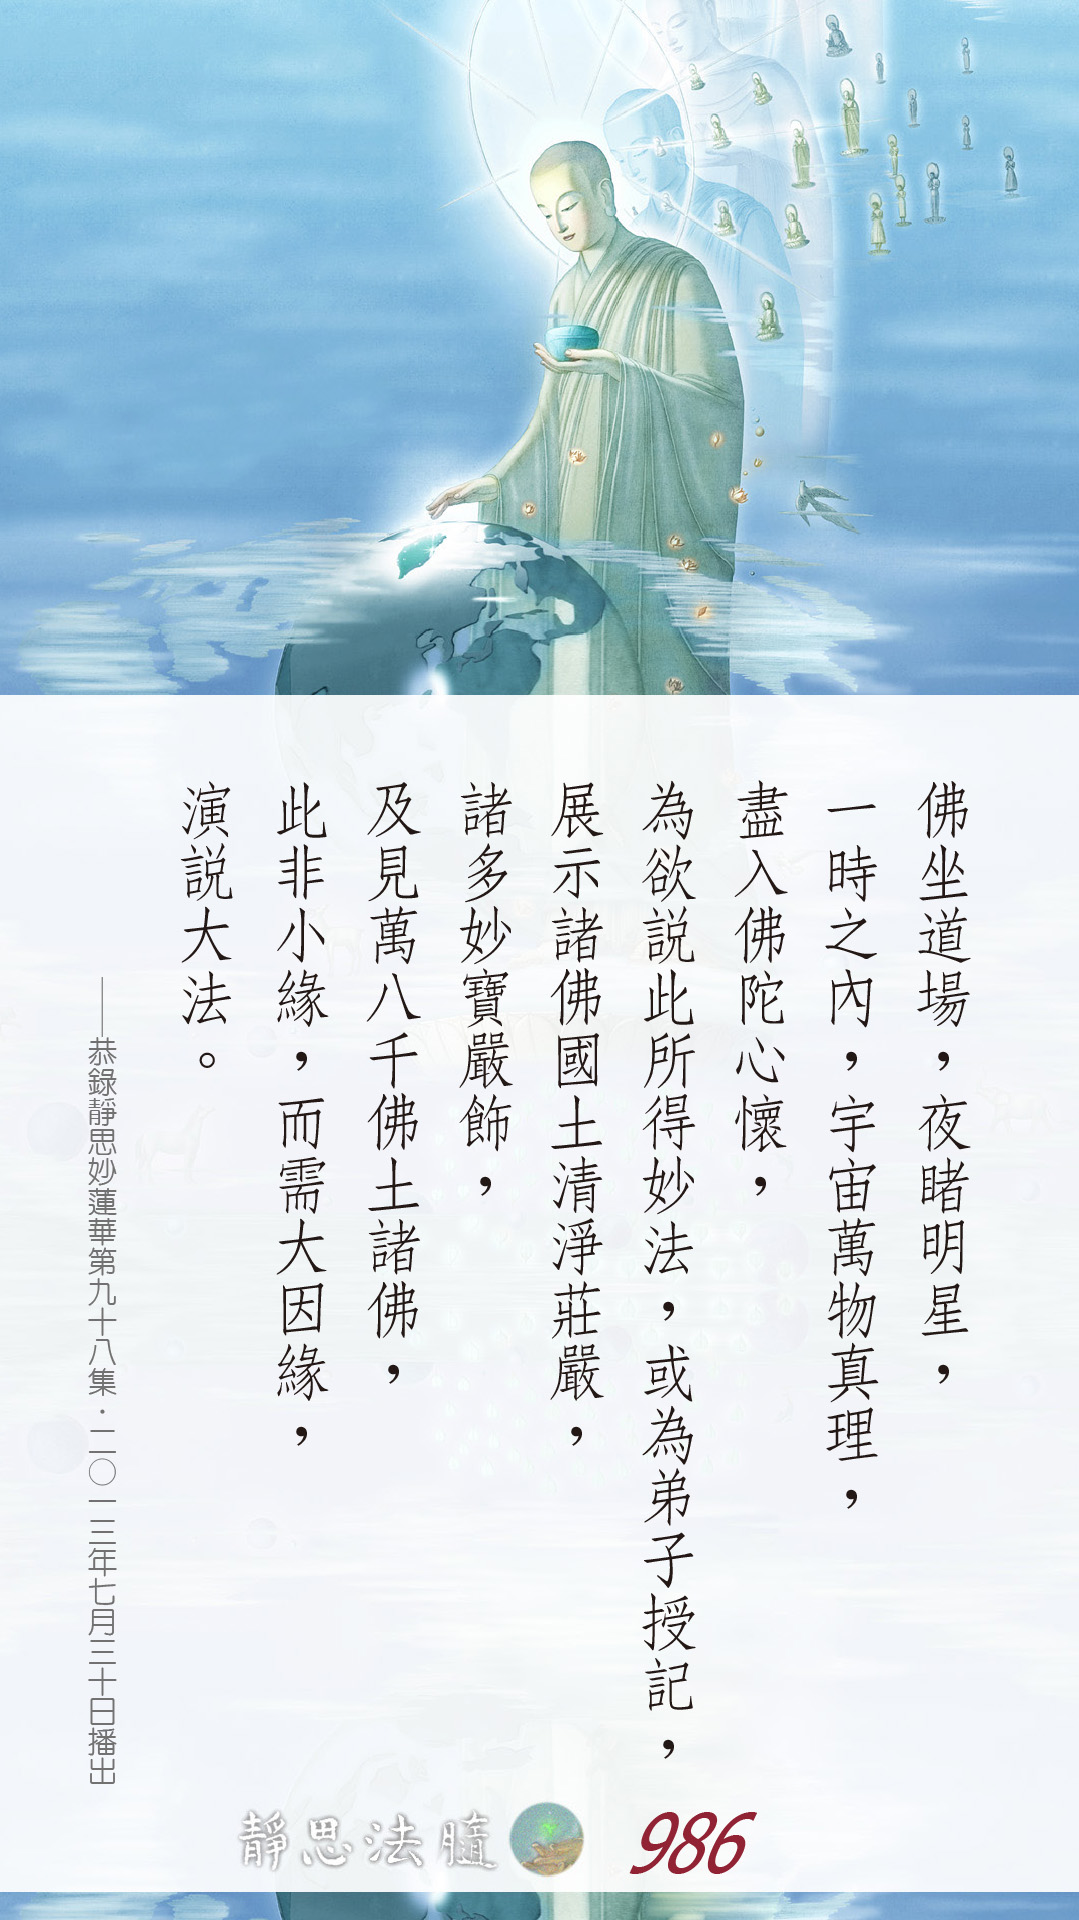 佛坐道場，夜睹明星，
一時之內，宇宙萬物真理，
盡入佛陀心懷，
為欲説此所得妙法，或為弟子授記，
展示諸佛國土清淨莊嚴，
諸多妙寶嚴飾，
及見萬八千佛土諸佛，
此非小緣，而需大因緣，
演説大法。
——恭錄靜思妙蓮華第九十八集・二〇一三年七月三十日播出
靜思法髓 986